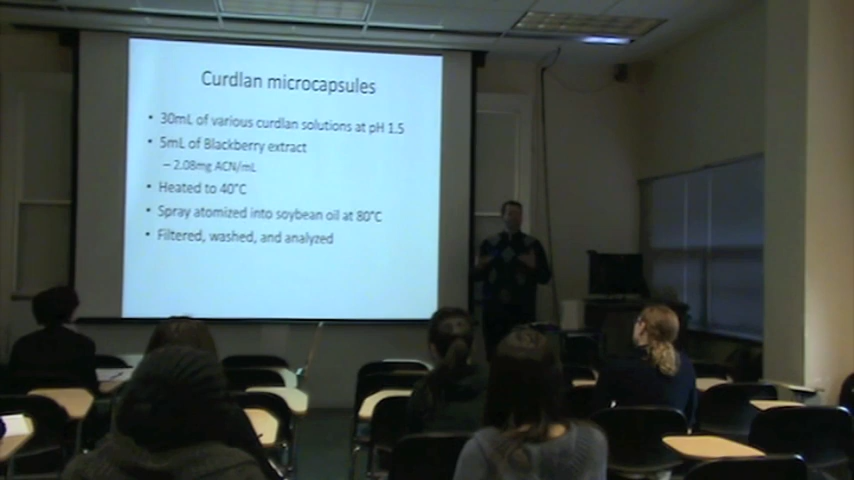 Curdlan microcapsules
• 30mL of various curdlan solutions at pH 1.5
• 5mL of Blackberry extract
– 2.08mg ACN/mL
• Heated to 40°C
• Spray atomized into soybean oil at 80°C
• Filtered, washed, and analyzed